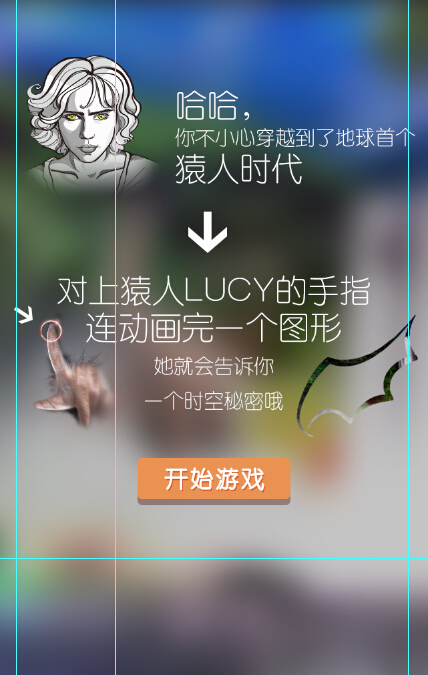 哈哈，
你不小心穿越到了地球首个
猿人时代
对上猿人LUCY的手指
连动画完一个图形
她就会告诉你
一个时空秘密哦
开始游戏